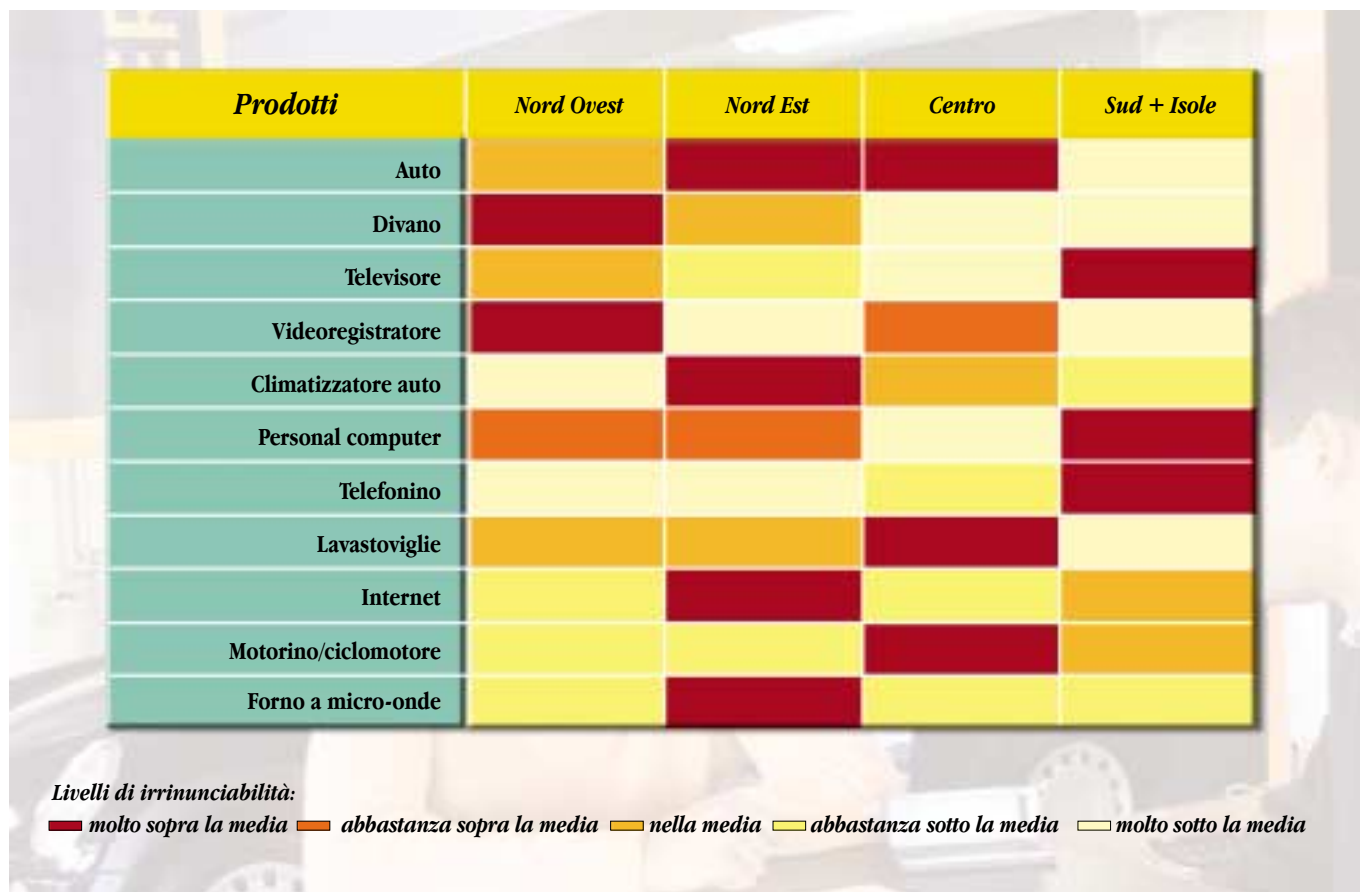 Prodotti Nord Ovest Nord Est Centro Sud + Isole
Auto
Divano
Televisore
Videoregistratore
Climatizzatore auto
Personal computer
Telefonino
Lavastoviglie
Internet
Motorino/ciclomotore
Forno a micro-onde
Livelli di irrinunciabilità:
molto sopra la media abbastanza sopra la media nella media abbastanza sotto la media molto sotto la media